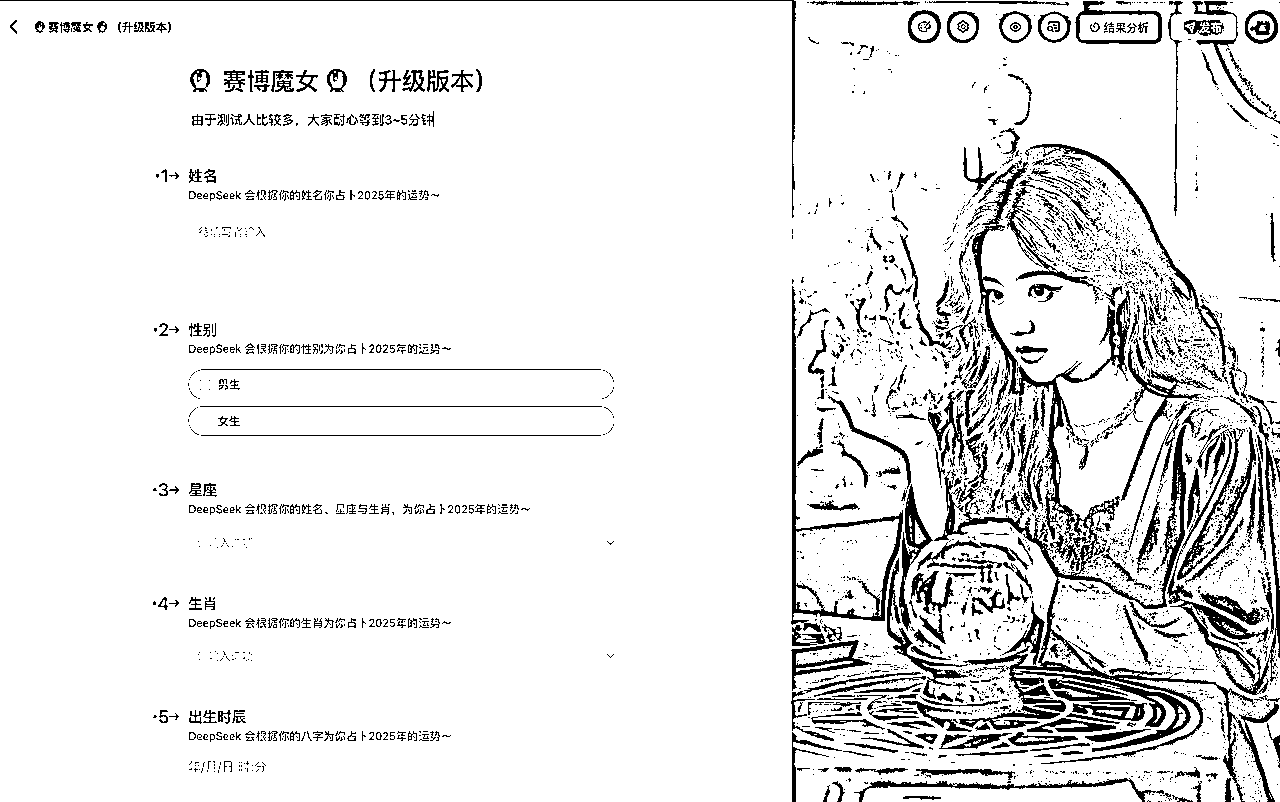 赛博魔女 （升级版本）
结果分析
发布
赛博魔女 （升级版本）
由于测试人比较多，大家耐心等到3~5分钟
1→ 姓名
DeepSeek 会根据你的姓名你占卜2025年的运势~
2→ 性别
DeepSeek 会根据你的性别为你占卜2025年的运势~
男生
女生
3→ 星座
DeepSeek 会根据你的姓名、星座与生肖，为你占卜2025年的运势~
4→ 生肖
DeepSeek 会根据你的生肖为你占卜2025年的运势~
5→ 出生时辰
DeepSeek 会根据你的八字为你占卜2025年的运势~
年/月/日 时:分